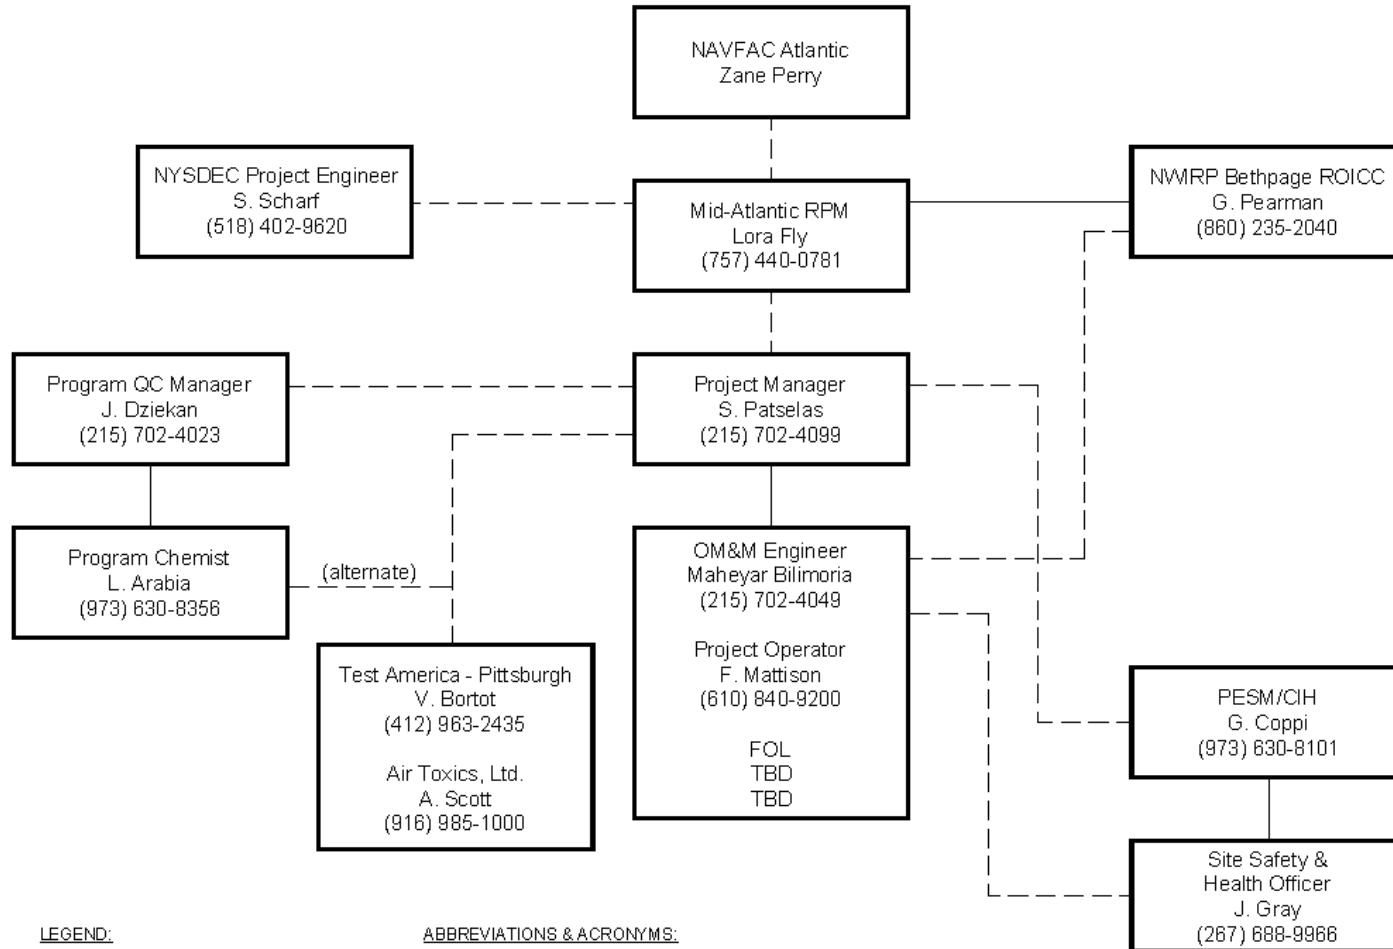 NAVFAC Atlantic
Zane Perry
NYSDEC Project Engineer
S. Scharf
(518) 402-9620
Mid-Atlantic RPM
Lora Fly
(757) 440-0781
NWIRP Bethpage ROICC
G. Pearman
(860) 235-2040
Program QC Manager
J. Dziekan
(215) 702-4023
Project Manager
S. Patselas
(215) 702-4099
Program Chemist
L. Arabia
(973) 630-8356
(alternate)
OM&M Engineer
Maheyar Bilimoria
(215) 702-4049
Project Operator
F. Mattison
(610) 840-9200
FOL
TBD
TBD
Test America - Pittsburgh
V. Bortot
(412) 963-2435
Air Toxics, Ltd.
A. Scott
(916) 985-1000
PESM/CIH
G. Coppi
(973) 630-8101
Site Safety &
Health Officer
J. Gray
(267) 688-9966
LEGEND:
ABBREVIATIONS & ACRONYMS: